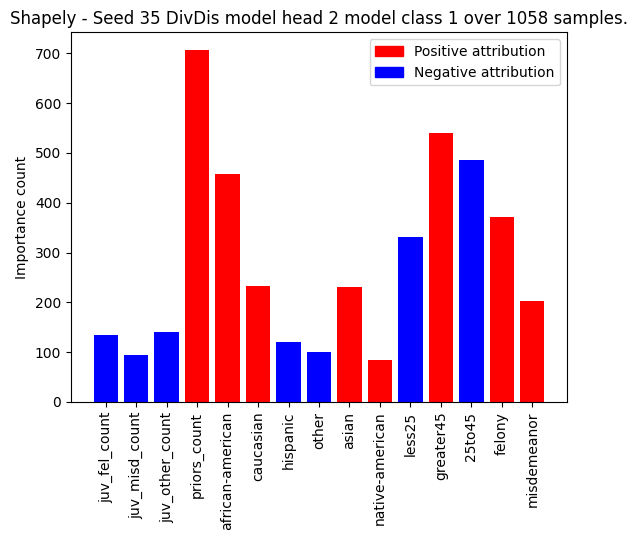 Shapely - Seed 35 DivDis model head 2 model class 1 over 1058 samples.
Positive attribution
Negative attribution
Importance count
700
600
500
400
300
200
100
0
juv_fel_count
juv_misd_count
juv_other_count
priors_count
african-american
caucasian
hispanic
other
asian
native-american
less25
greater45
25to45
felony
misdemeanor